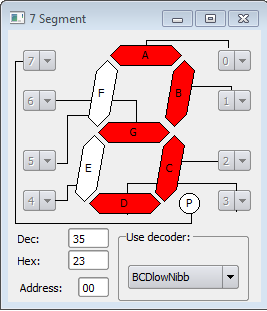 7 Segment
7 A 0
F B
6 1
G
5 E C 2
4 D P 3
Dec: 35 Use decoder:
Hex: 23
BCDlowNibb
Address: 00